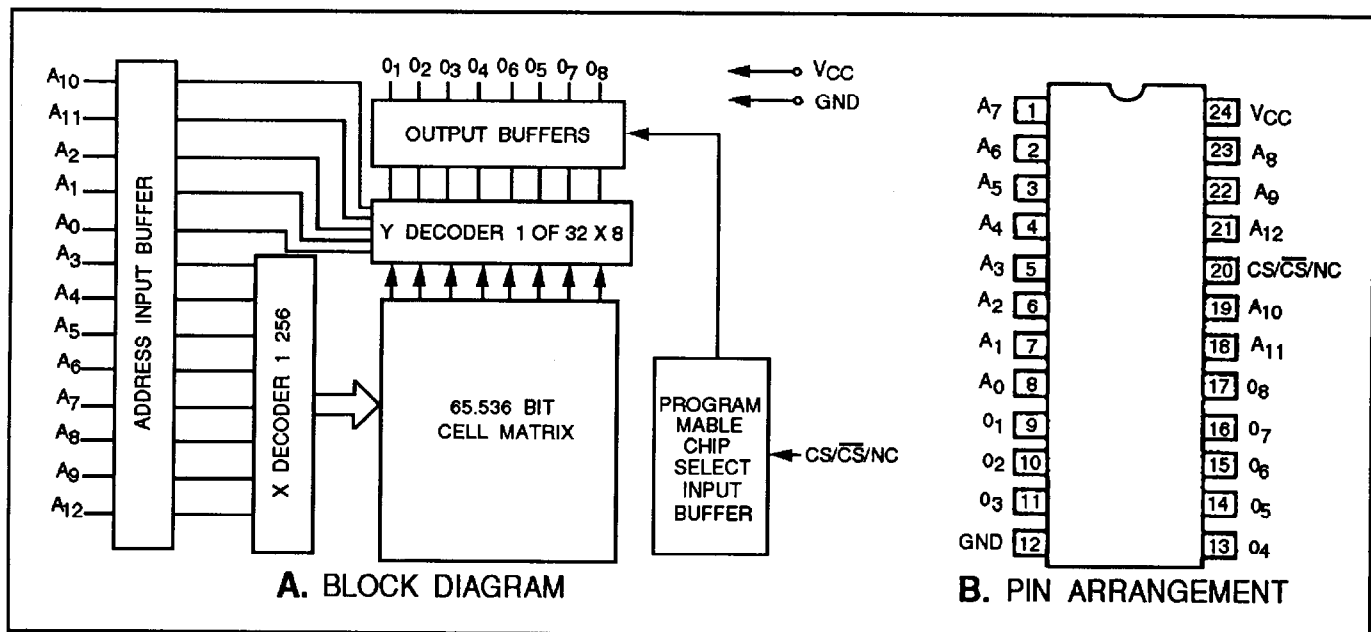 A10
A11
A2
A1
A0
A3
A4
A5
A6
A7
A8
A9
A12
ADDRESS INPUT BUFFER
X DECODER 1 256
01 02 03 04 06 05 07 08
OUTPUT BUFFERS
Y DECODER 1 OF 32 X 8
65.536 BIT
CELL MATRIX
VCC
GND
PROGRAM
MABLE
CHIP
SELECT
INPUT
BUFFER
CS/C̅S̅/NC
A. BLOCK DIAGRAM
A7 1
A6 2
A5 3
A4 4
A3 5
A2 6
A1 7
A0 8
01 9
02 10
03 11
GND 12
24 VCC
23 A8
22 A9
21 A12
20 CS/C̅S̅/NC
19 A10
18 A11
17 08
16 07
15 06
14 05
13 04
B. PIN ARRANGEMENT